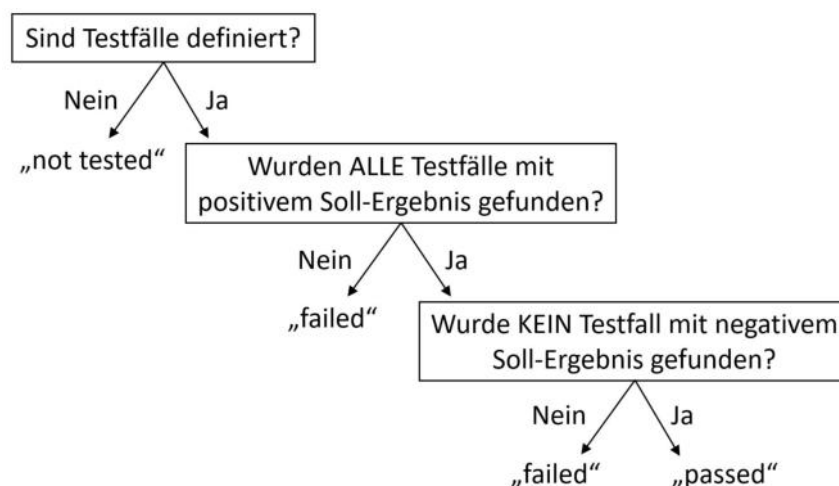 Sind Testfälle definiert?
Nein
Ja
„not tested“
Wurden ALLE Testfälle mit
positivem Soll-Ergebnis gefunden?
Nein
Ja
„failed“
Wurde KEIN Testfall mit negativem
Soll-Ergebnis gefunden?
Nein
Ja
„failed“
„passed“